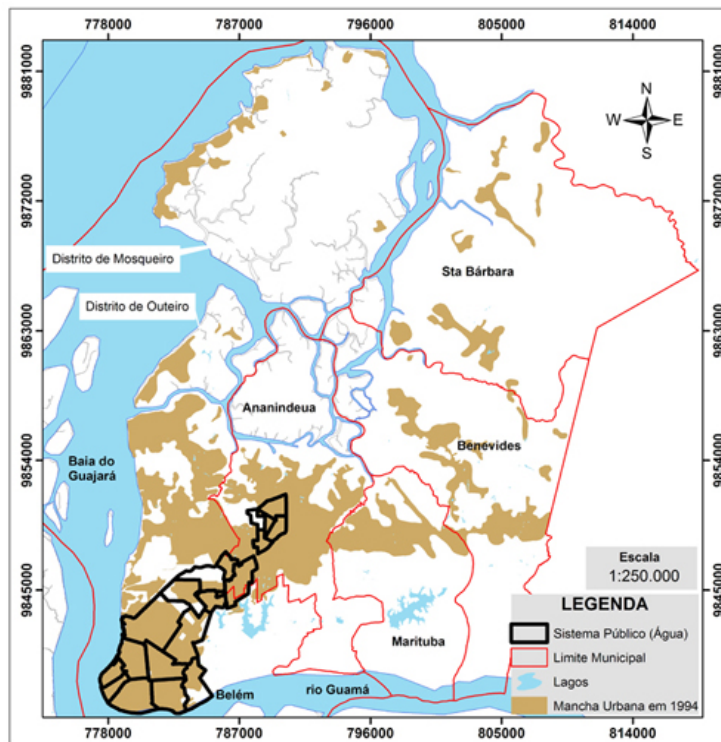 778000 787000 796000 805000 814000
9881000
9881000
N
W E
S
9872000
9872000
Distrito de Mosqueiro
Sta Bárbara
Distrito de Outeiro
9863000
9863000
Ananindeua
Benevides
Baia do
Guajará
9854000
9854000
Escala
1:250.000
9845000
9845000
LEGENDA
Sistema Público (Água)
Limite Municipal
Lagos
Mancha Urbana em 1994
Marituba
Belém
rio Guamá
778000 787000 796000 805000 814000